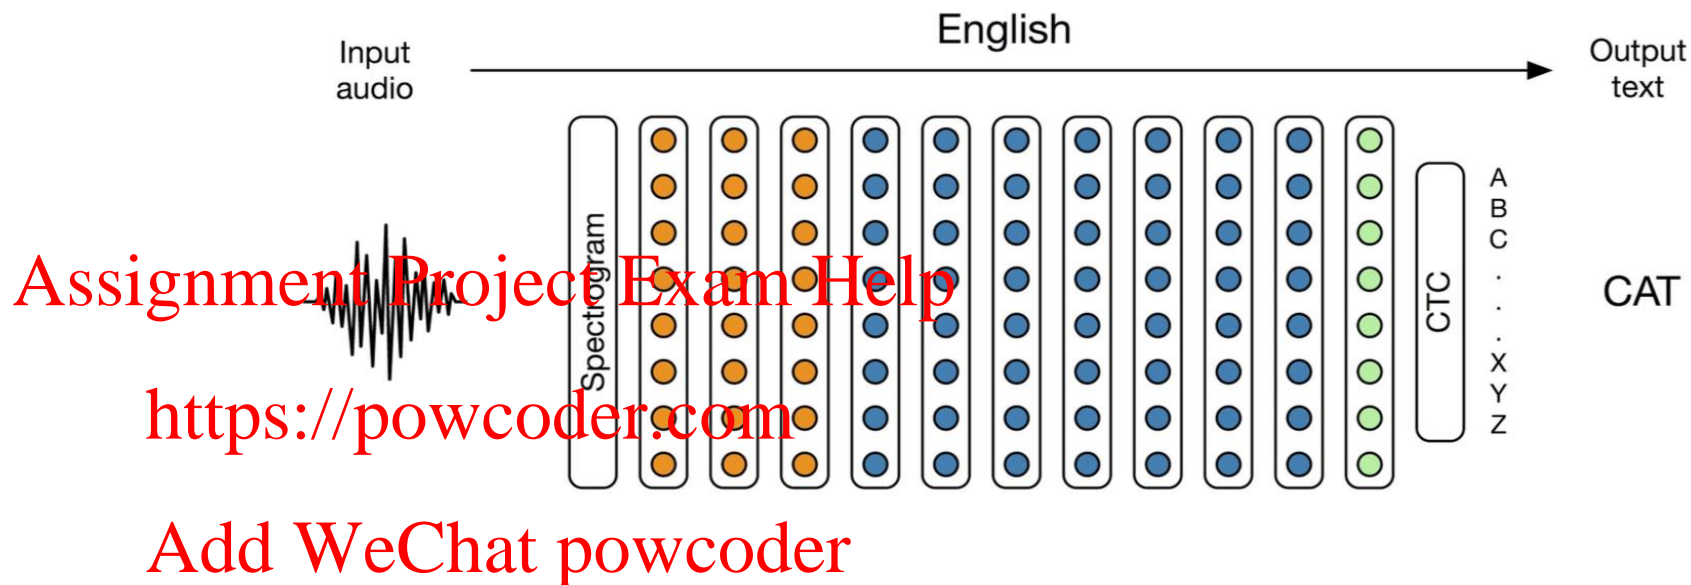 English
Input
audio
Output
text
Spectrogram
CTC
A
B
C
.
.
.
X
Y
Z
CAT
Assignment Project Exam Help
https://powcoder.com
Add WeChat powcoder